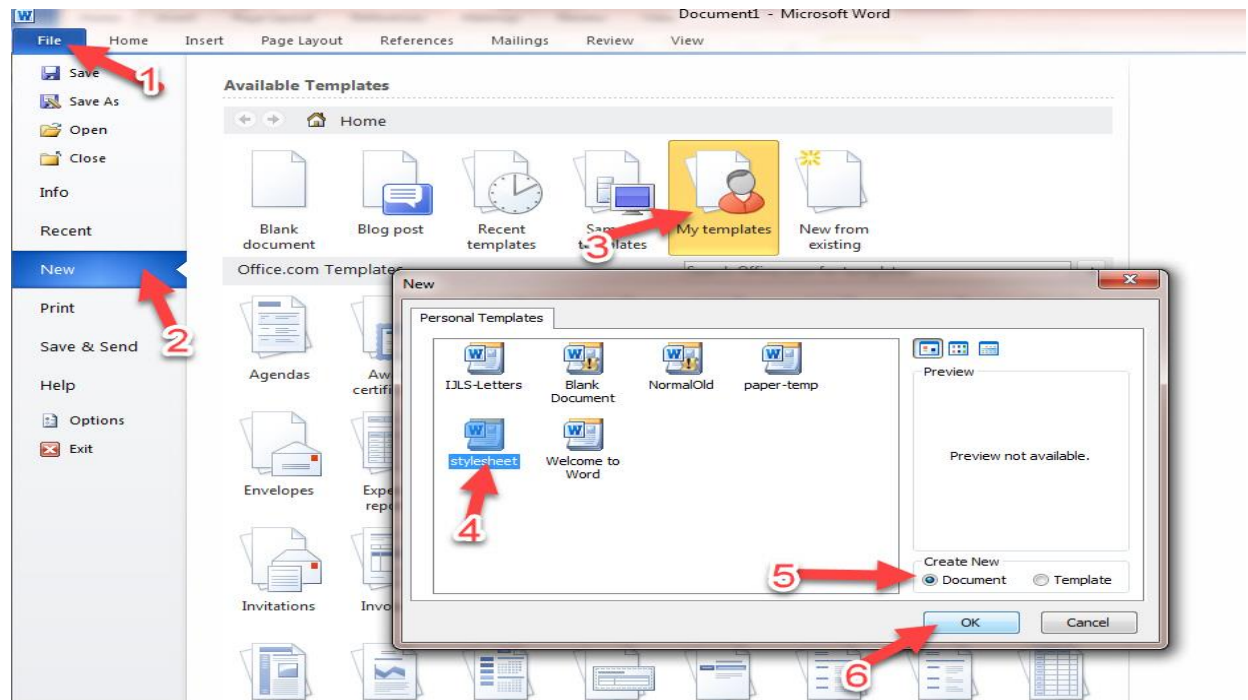 Document1 - Microsoft Word
File Home Insert Page Layout References Mailings Review View
1
Save
Save As
Open
Close
Info
Recent
New
2
Print
Save & Send
Help
Options
Exit
Available Templates
Home
Blank document
Blog post
Recent templates
3
My templates
New from existing
Office.com Templates
Agendas
Envelopes
Invitations
New
Personal Templates
IJLS-Letters
Blank Document
NormalOld
paper-temp
stylesheet
Welcome to Word
4
Preview
Preview not available.
Create New
5
Document
Template
OK
Cancel
6